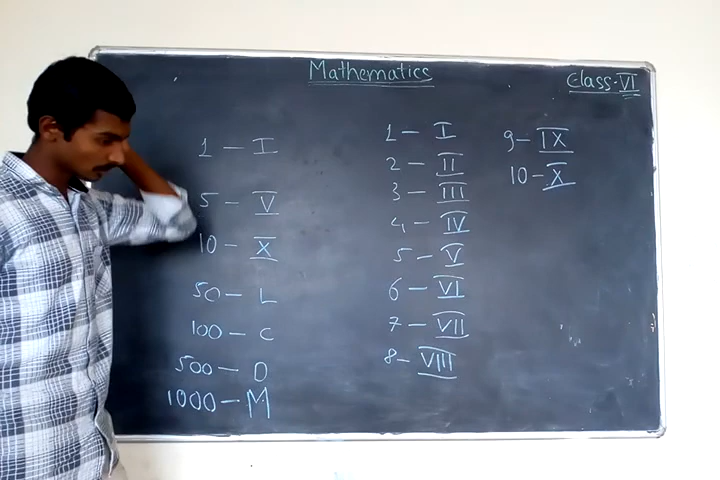 Mathematics
Class-VI
1 - I
5 - V
10 - X
50 - L
100 - C
500 - D
1000 - M
1 - I
2 - II
3 - III
4 - IV
5 - V
6 - VI
7 - VII
8 - VIII
9 - IX
10 - X